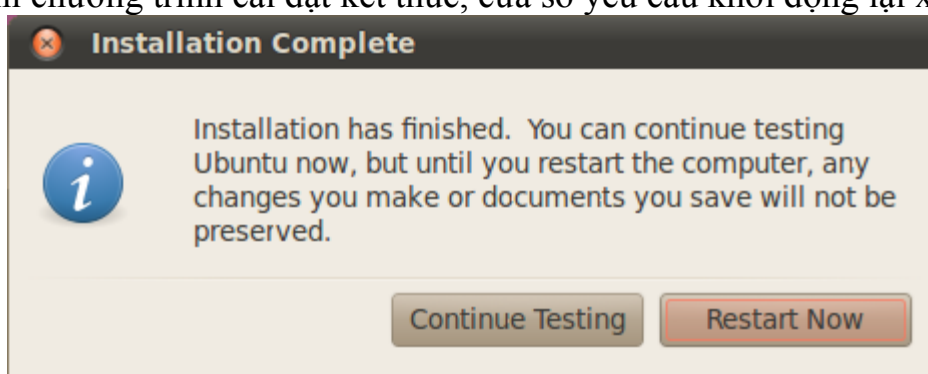 chương trình cài đặt kết thúc, cửa sổ yêu cầu khởi động lại
Installation Complete
Installation has finished. You can continue testing
Ubuntu now, but until you restart the computer, any
changes you make or documents you save will not be
preserved.
Continue Testing
Restart Now